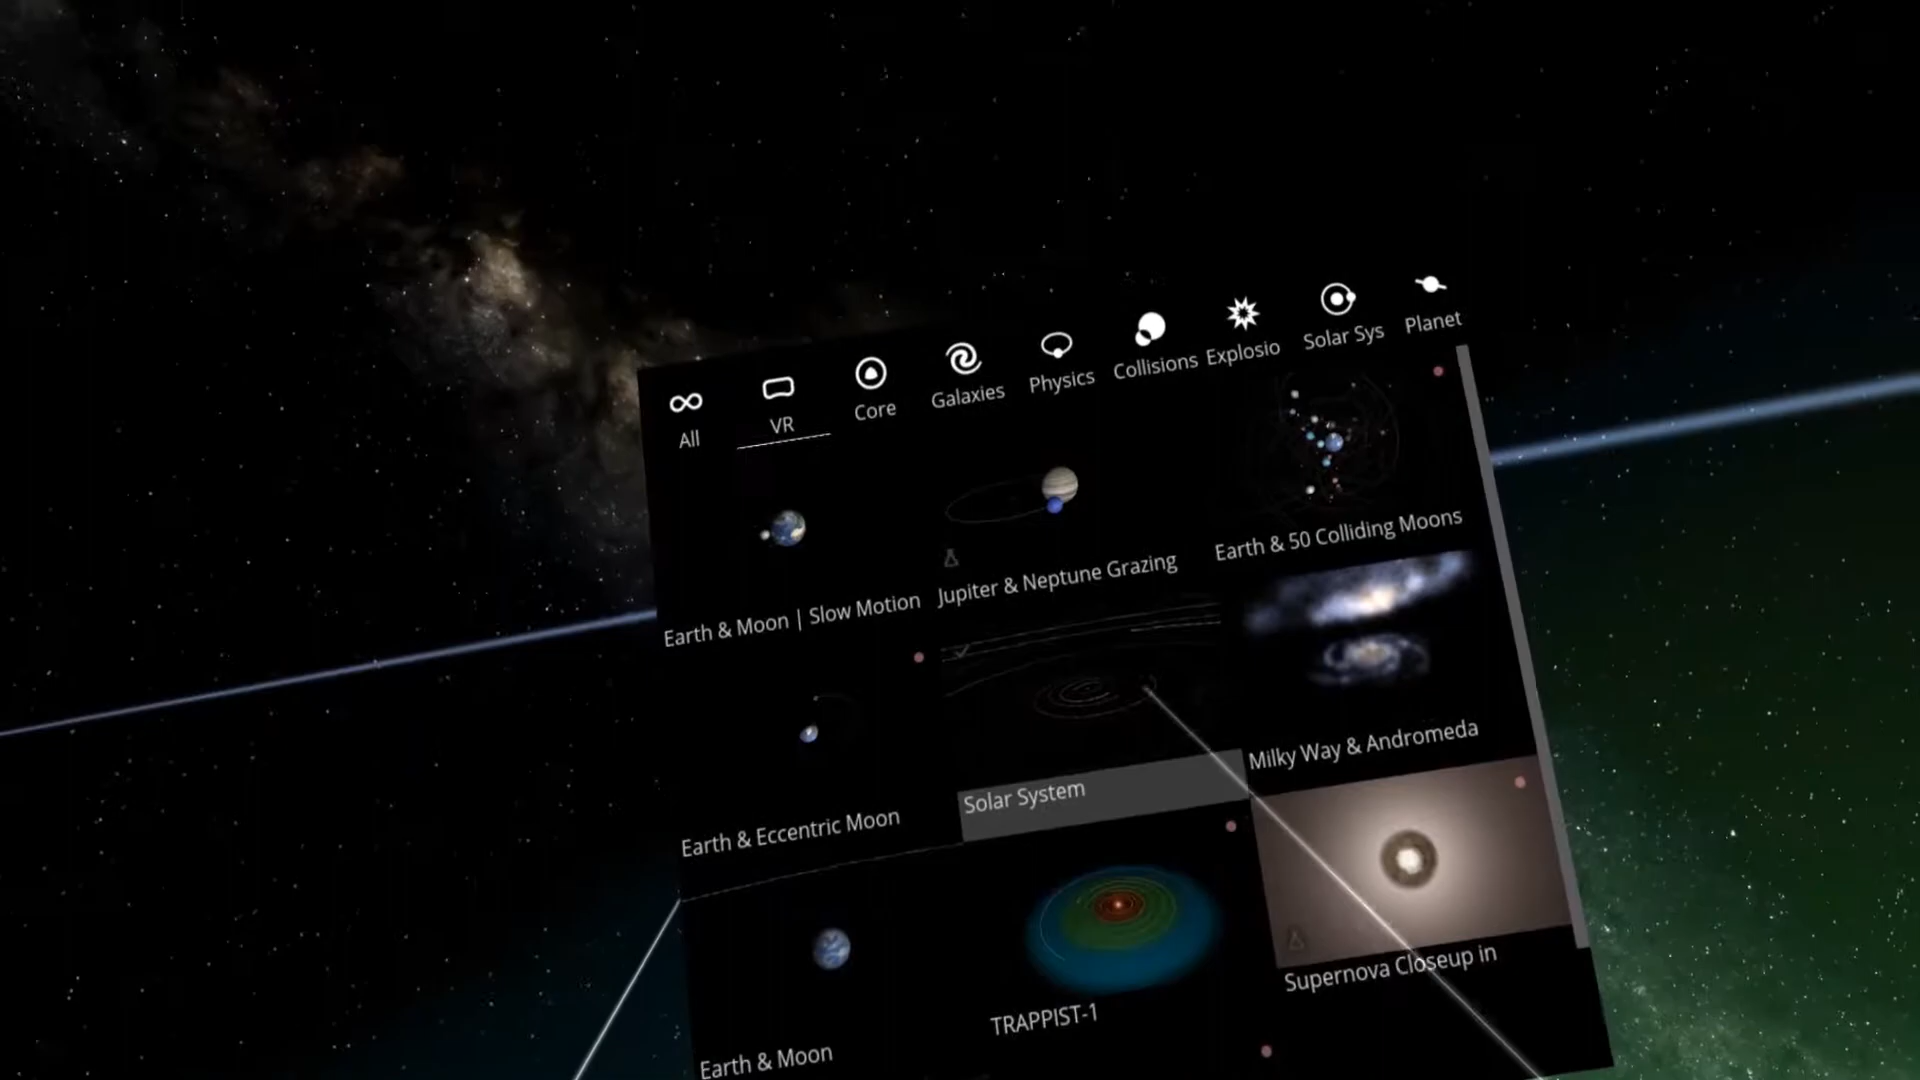 All
VR
Core
Galaxies
Physics
Collisions
Explosio
Solar Sys
Planet
Earth & Moon | Slow Motion
Jupiter & Neptune Grazing
Earth & 50 Colliding Moons
Earth & Eccentric Moon
Solar System
Milky Way & Andromeda
Earth & Moon
TRAPPIST-1
Supernova Closeup in